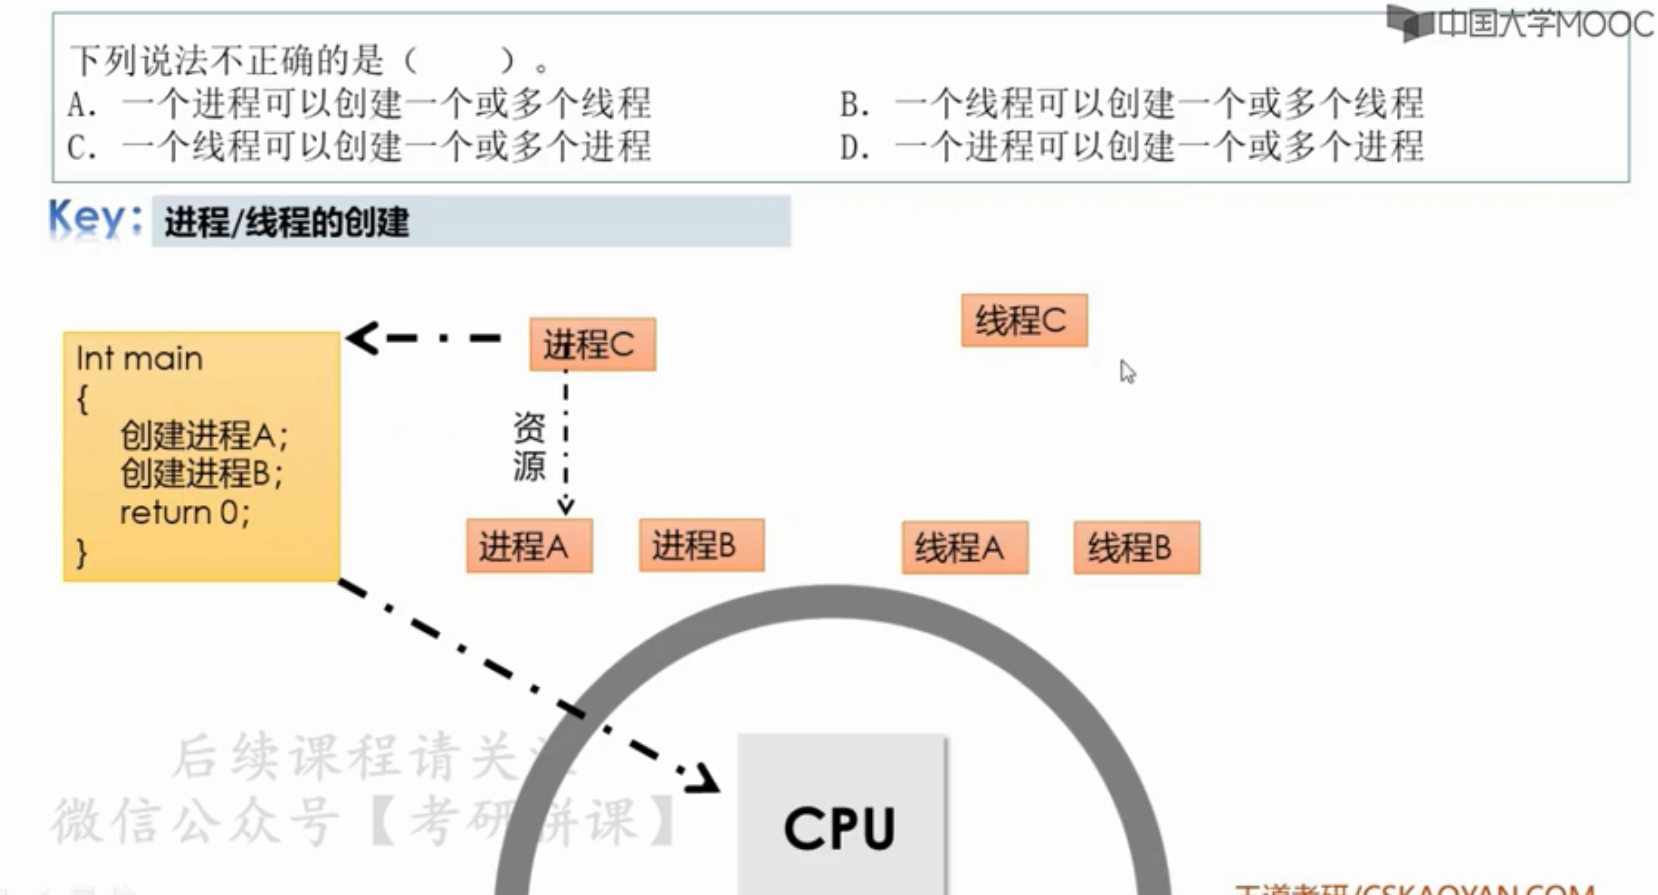 中国大学MOOC
下列说法不正确的是（　　）。
A. 一个进程可以创建一个或多个线程
B. 一个线程可以创建一个或多个线程
C. 一个线程可以创建一个或多个进程
D. 一个进程可以创建一个或多个进程
Key: 进程/线程的创建
Int main
{
创建进程A;
创建进程B;
return 0;
}
进程C
资源
进程A
进程B
线程C
线程A
线程B
后续课程请关
微信公众号【考研拼课】
CPU
王道考研/CSKAOYAN.COM